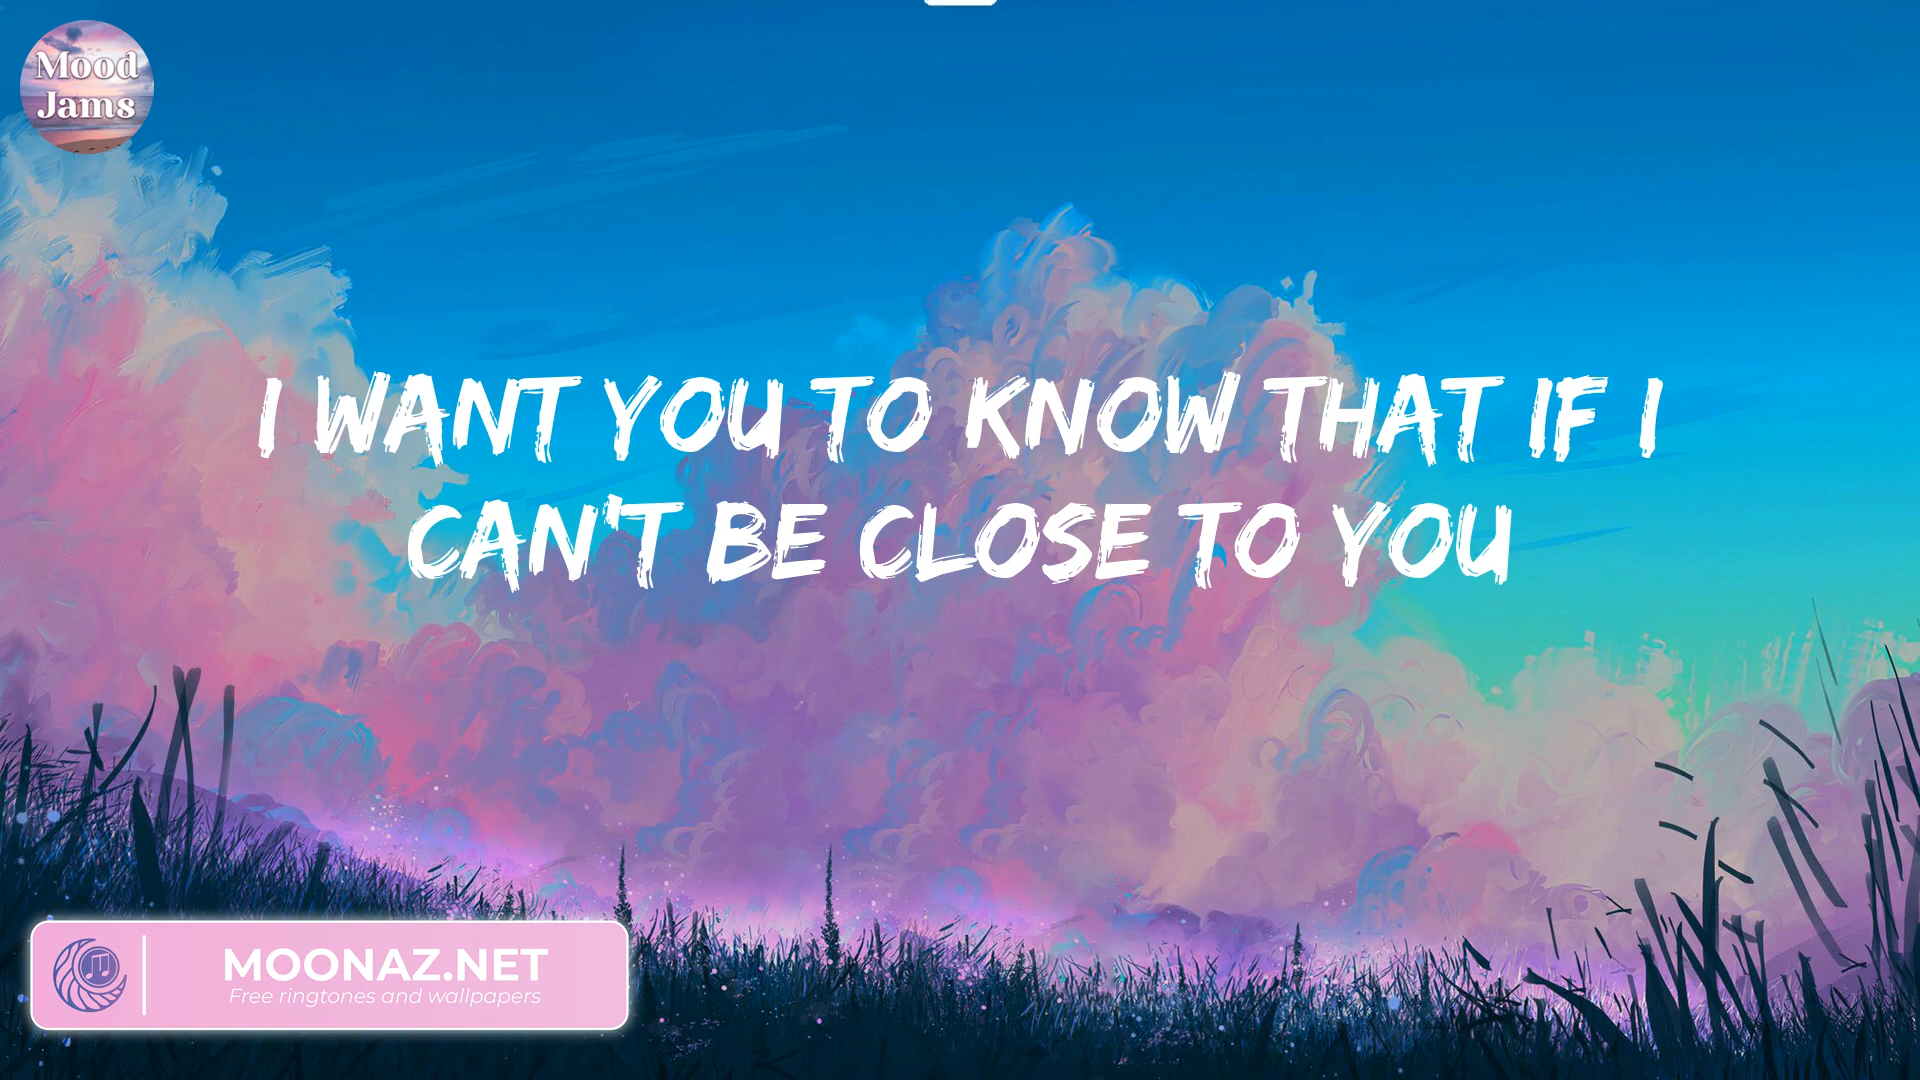 Mood
Jams
I WANT YOU TO KNOW THAT IF I
CAN'T BE CLOSE TO YOU
MOONAZ.NET
Free ringtones and wallpapers